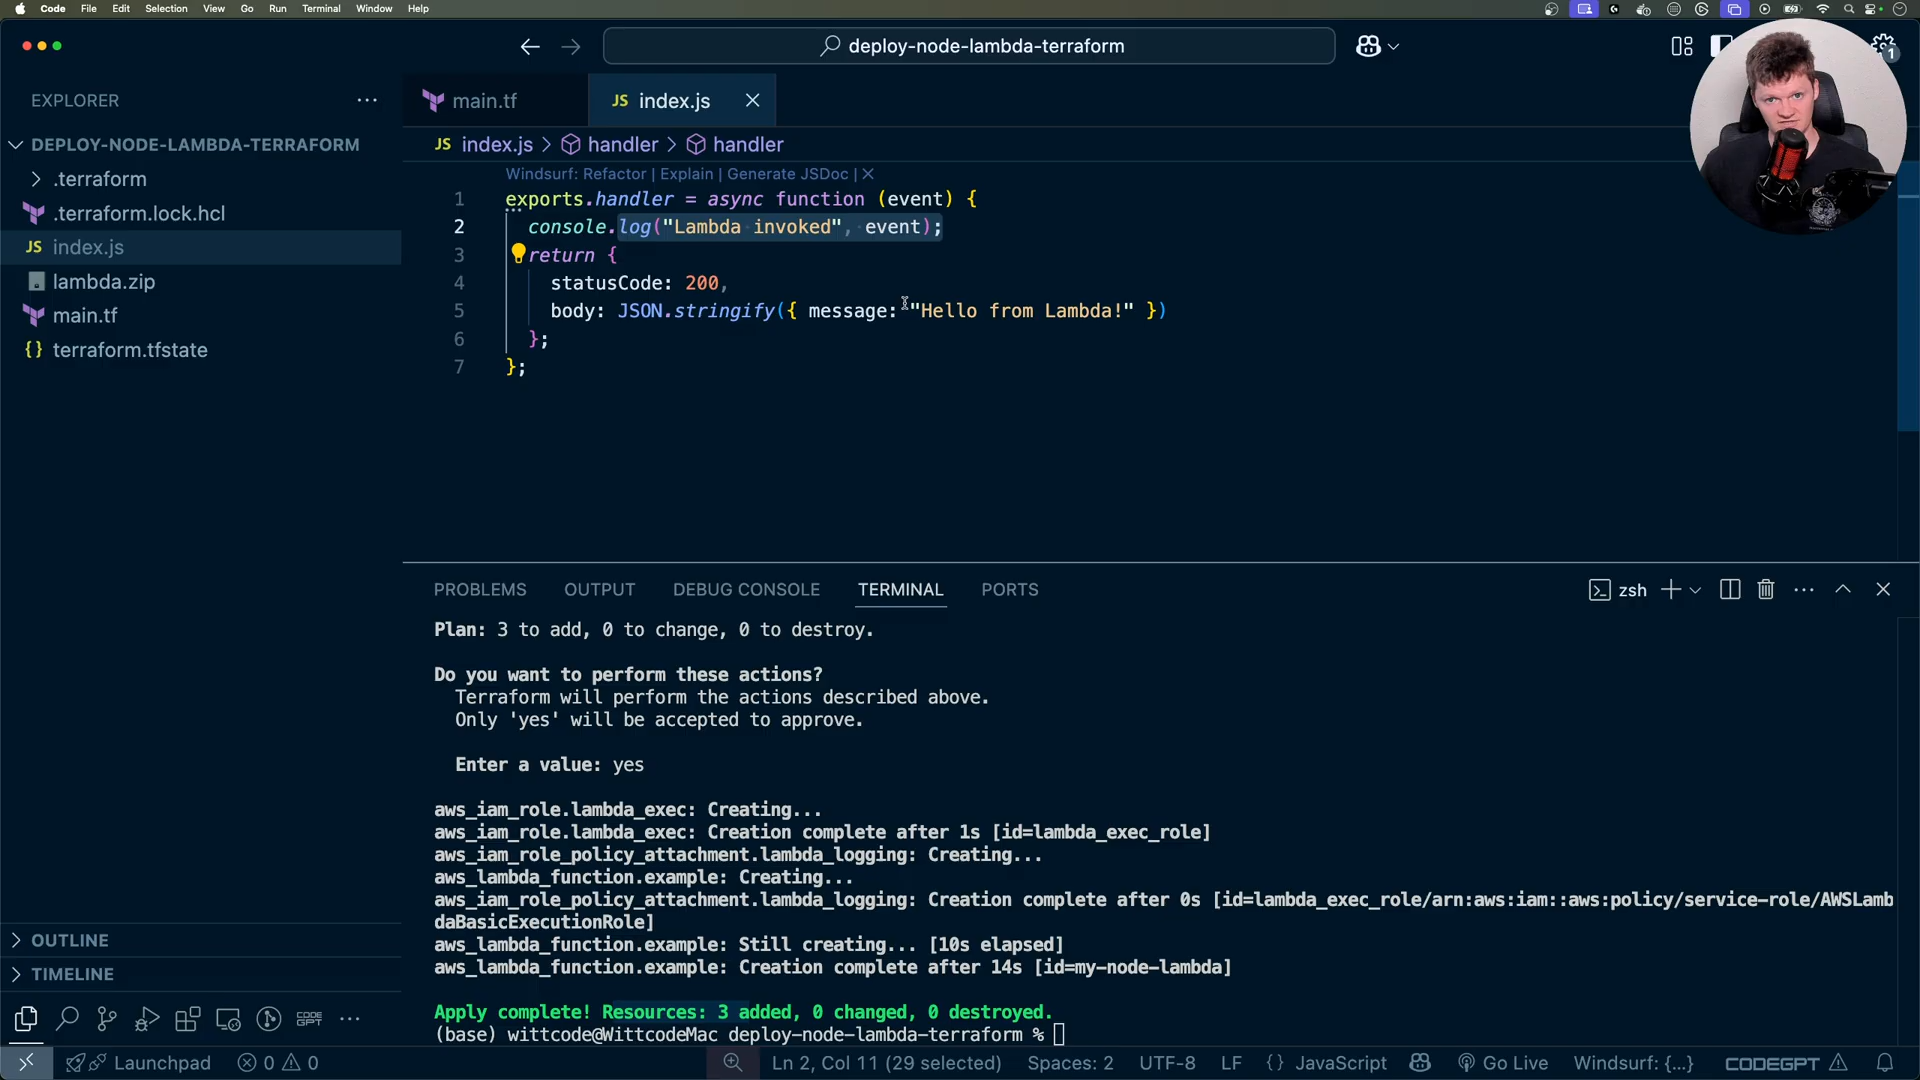 Code File Edit Selection View Go Run Terminal Window Help
deploy-node-lambda-terraform
1
EXPLORER
DEPLOY-NODE-LAMBDA-TERRAFORM
.terraform
.terraform.lock.hcl
JS index.js
lambda.zip
main.tf
{} terraform.tfstate
OUTLINE
TIMELINE
main.tf JS index.js
JS index.js > handler > handler
Windsurf: Refactor | Explain | Generate JSDoc | ✕
1 exports.handler = async function (event) {
2 console.log("Lambda invoked", event);
3 return {
4 statusCode: 200,
5 body: JSON.stringify({ message: "Hello from Lambda!" })
6 };
7 };
PROBLEMS OUTPUT DEBUG CONSOLE TERMINAL PORTS
zsh
Plan: 3 to add, 0 to change, 0 to destroy.
Do you want to perform these actions?
Terraform will perform the actions described above.
Only 'yes' will be accepted to approve.
Enter a value: yes
aws_iam_role.lambda_exec: Creating...
aws_iam_role.lambda_exec: Creation complete after 1s [id=lambda_exec_role]
aws_iam_role_policy_attachment.lambda_logging: Creating...
aws_lambda_function.example: Creating...
aws_iam_role_policy_attachment.lambda_logging: Creation complete after 0s [id=lambda_exec_role/arn:aws:iam::aws:policy/service-role/AWSLamb
daBasicExecutionRole]
aws_lambda_function.example: Still creating... [10s elapsed]
aws_lambda_function.example: Creation complete after 14s [id=my-node-lambda]
Apply complete! Resources: 3 added, 0 changed, 0 destroyed.
(base) wittcode@WittcodeMac deploy-node-lambda-terraform %
CODE GPT
Launchpad 0 0 Ln 2, Col 11 (29 selected) Spaces: 2 UTF-8 LF {} JavaScript Go Live Windsurf: {...} CODEGPT